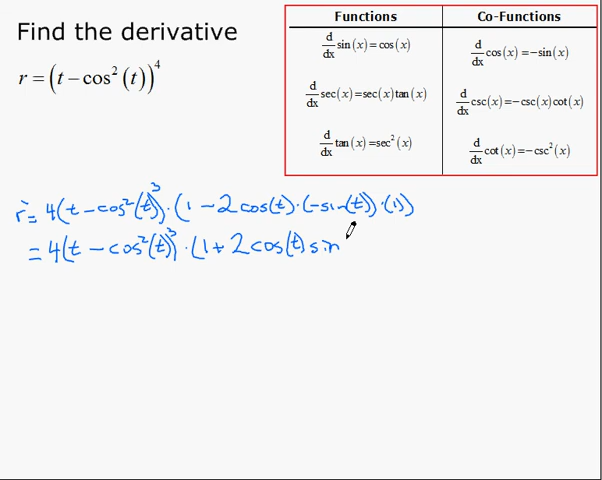 Find the derivative
r = (t − cos² (t))⁴
Functions Co-Functions
d/dx sin(x) = cos(x) d/dx cos(x) = −sin(x)
d/dx sec(x) = sec(x)tan(x) d/dx csc(x) = −csc(x)cot(x)
d/dx tan(x) = sec²(x) d/dx cot(x) = −csc²(x)
r' = 4(t − cos²(t))³ · (1 − 2cos(t) · (−sin(t)) · (1))
= 4(t − cos²(t))³ · (1 + 2cos(t) sin